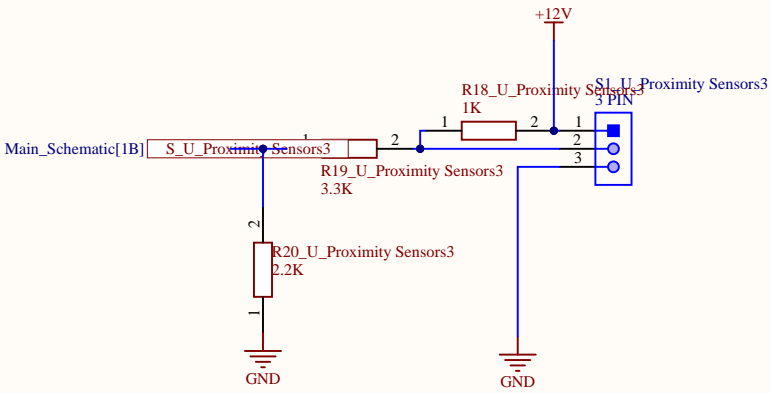 +12V
S1_U_Proximity Sensors3
3 PIN
R18_U_Proximity Sensors3
1K
1
2
1
2
3
Main_Schematic[1B]
S_U_Proximity Sensors3
1
2
R19_U_Proximity Sensors3
3.3K
2
R20_U_Proximity Sensors3
2.2K
1
GND
GND